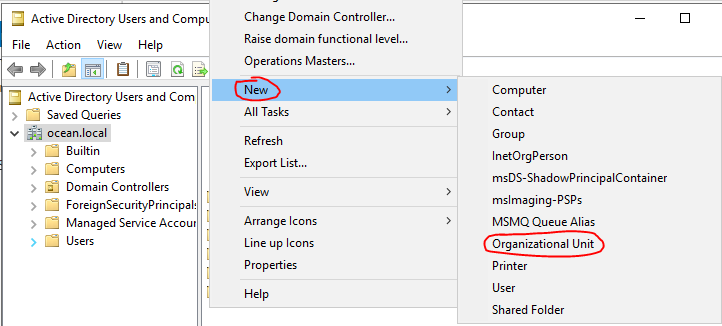 Active Directory Users and Compu
File Action View Help
Active Directory Users and Com
Saved Queries
ocean.local
Builtin
Computers
Domain Controllers
ForeignSecurityPrincipals
Managed Service Accou
Users
Change Domain Controller...
Raise domain functional level...
Operations Masters...
New
All Tasks
Refresh
Export List...
View
Arrange Icons
Line up Icons
Properties
Help
Computer
Contact
Group
InetOrgPerson
msDS-ShadowPrincipalContainer
msImaging-PSPs
MSMQ Queue Alias
Organizational Unit
Printer
User
Shared Folder